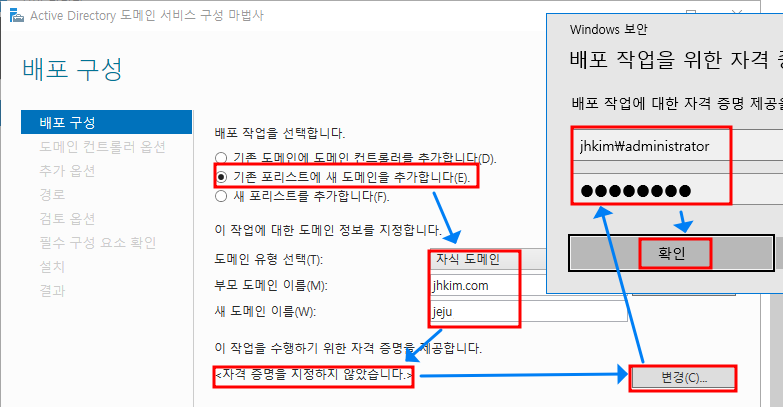 Active Directory 도메인 서비스 구성 마법사
배포 구성
배포 구성
도메인 컨트롤러 옵션
추가 옵션
경로
검토 옵션
필수 구성 요소 확인
설치
결과
배포 작업을 선택합니다.
기존 도메인에 도메인 컨트롤러를 추가합니다(D).
기존 포리스트에 새 도메인을 추가합니다(E).
새 포리스트를 추가합니다(F).
이 작업에 대한 도메인 정보를 지정합니다.
도메인 유형 선택(T):
자식 도메인
부모 도메인 이름(M):
jhkim.com
새 도메인 이름(W):
jeju
이 작업을 수행하기 위한 자격 증명을 제공합니다.
<자격 증명을 지정하지 않았습니다.>
변경(C)...
Windows 보안
배포 작업을 위한 자격 증
배포 작업에 대한 자격 증명 제공을
jhkim₩administrator
●●●●●●●●
확인